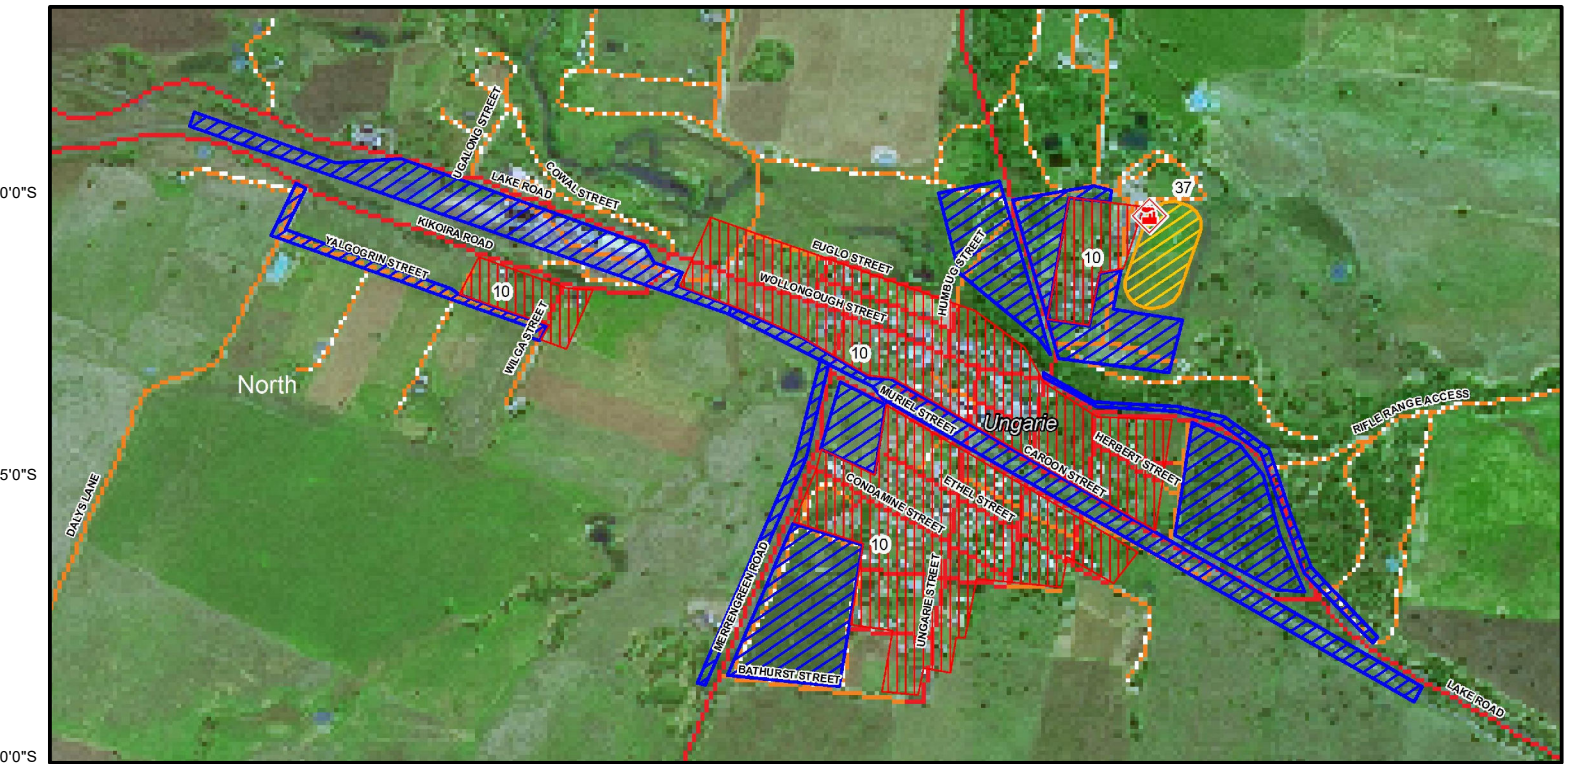 0'0"S
5'0"S
0'0"S
UGALONG STREET
COWAL STREET
LAKE ROAD
KIKOIRA ROAD
YALGOGRIN STREET
10
WILGA STREET
North
DALYS LANE
EUGLO STREET
WOLLONGOUGH STREET
HUMBUG STREET
37
10
10
MURIEL STREET
Ungarie
CAROON STREET
HERBERT STREET
RIFLE RANGE ACCESS
CONDAMINE STREET
ETHEL STREET
10
MERRENGREEN ROAD
UNGARIE STREET
BATHURST STREET
LAKE ROAD